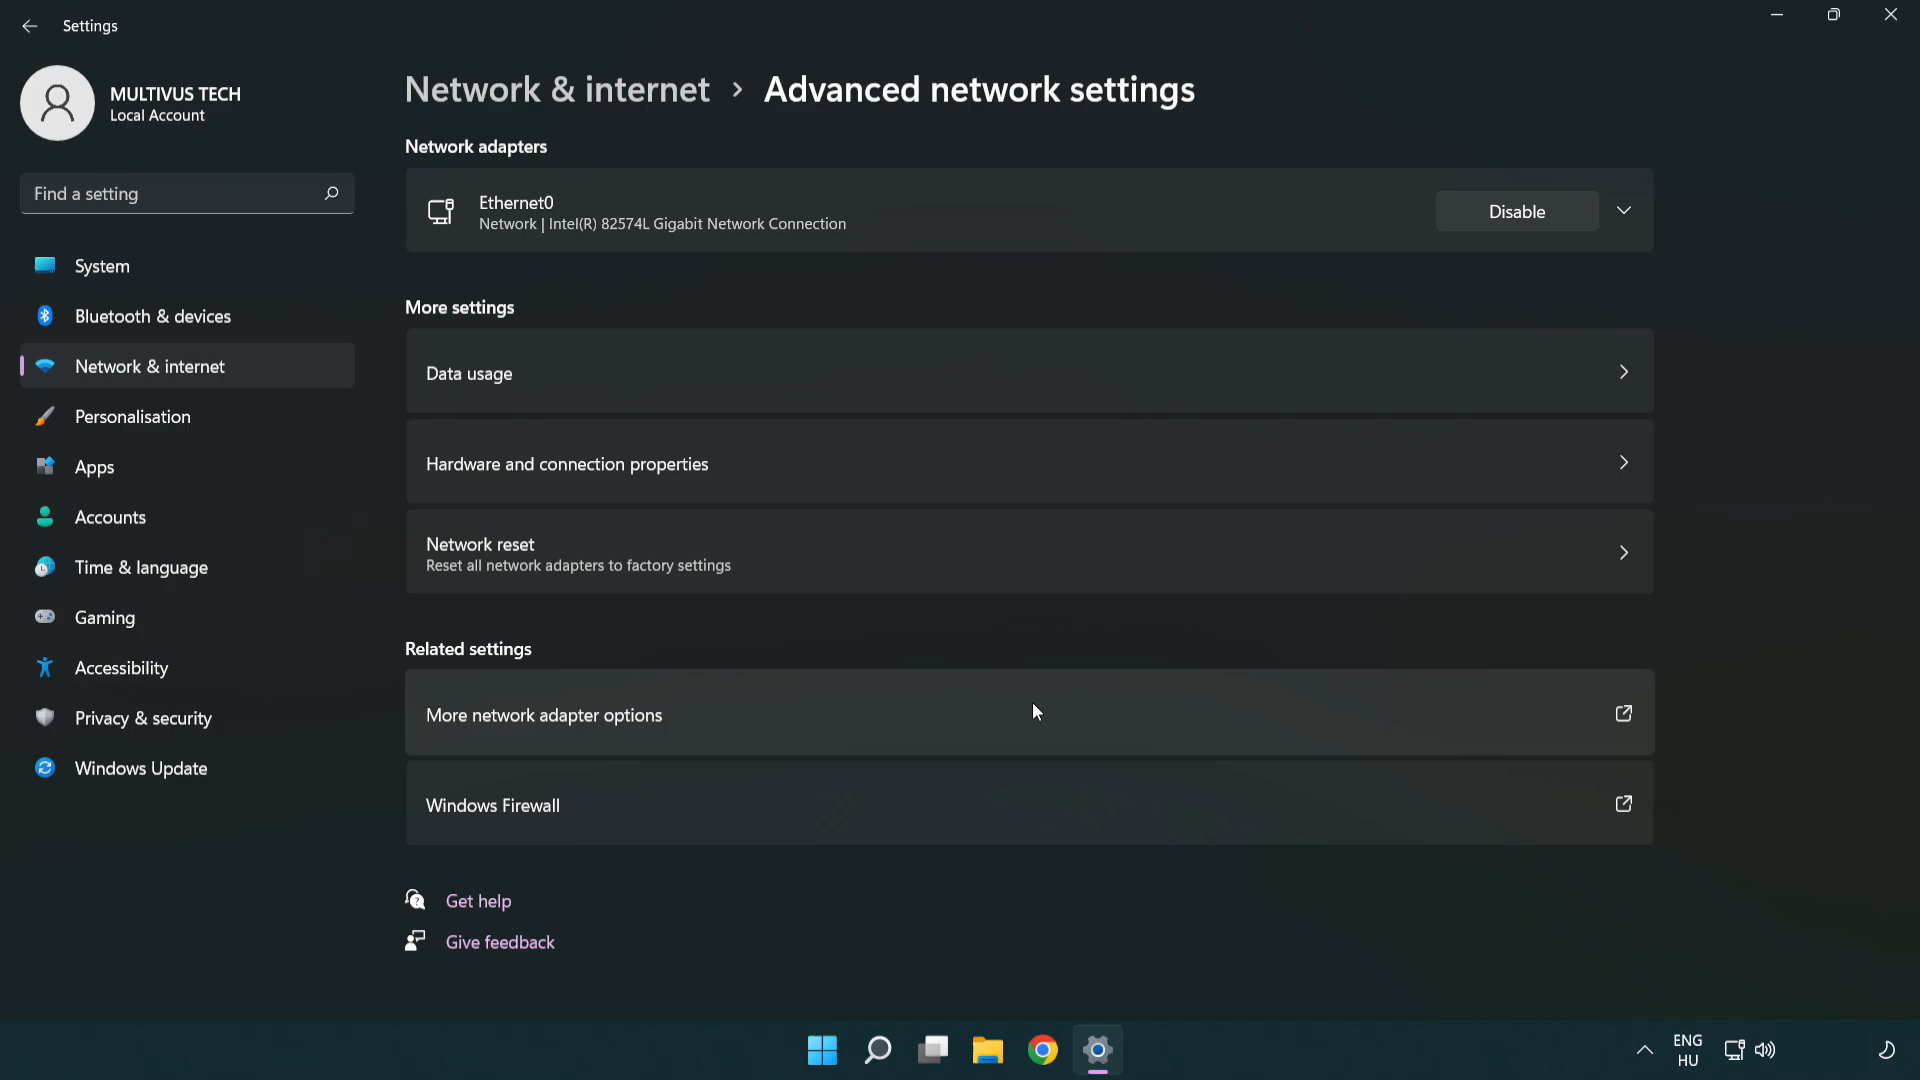 Settings
MULTIVUS TECH
Local Account
Find a setting
System
Bluetooth & devices
Network & internet
Personalisation
Apps
Accounts
Time & language
Gaming
Accessibility
Privacy & security
Windows Update
Network & internet > Advanced network settings
Network adapters
Ethernet0
Network | Intel(R) 82574L Gigabit Network Connection
Disable
More settings
Data usage
Hardware and connection properties
Network reset
Reset all network adapters to factory settings
Related settings
More network adapter options
Windows Firewall
Get help
Give feedback
ENG
HU